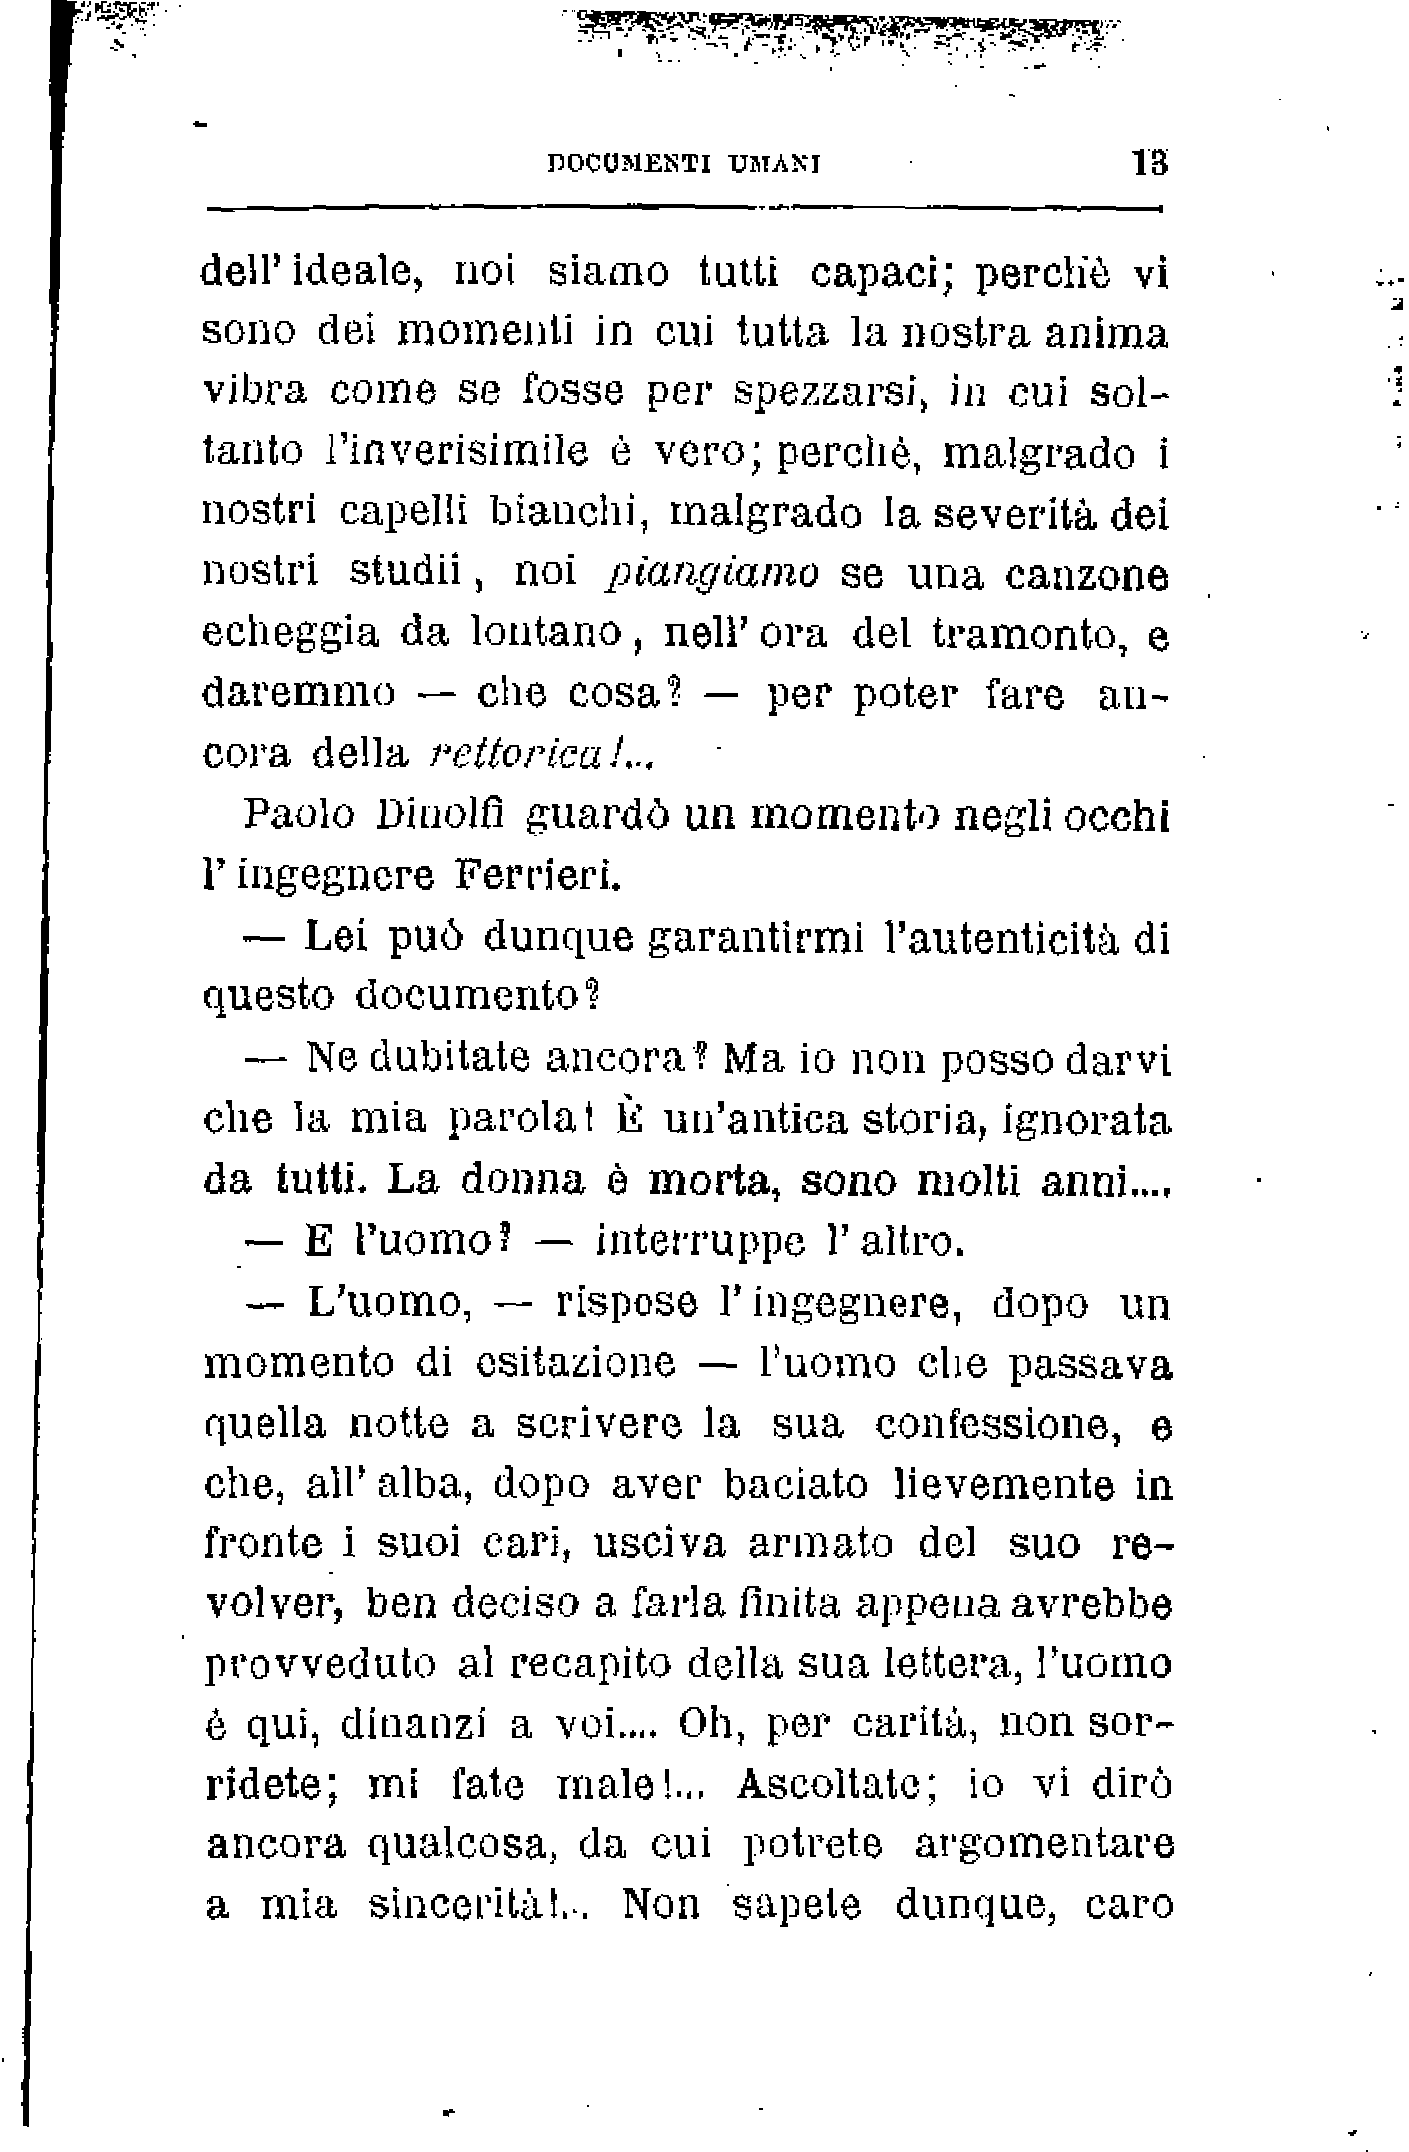 DOCUMENTI UMANI 13
dell' ideale, noi siamo tutti capaci; perchè vi
sono dei momenti in cui tutta la nostra anima
vibra come se fosse per spezzarsi, in cui sol-
tanto l'inverisimile è vero; perchè, malgrado i
nostri capelli bianchi, malgrado la severità dei
nostri studii, noi piangiamo se una canzone
echeggia da lontano, nell' ora del tramonto, e
daremmo — che cosa? — per poter fare an-
cora della rettorica!...
Paolo Dinolfi guardò un momento negli occhi
l' ingegnere Ferrieri.
— Lei può dunque garantirmi l'autenticità di
questo documento?
— Ne dubitate ancora? Ma io non posso darvi
che la mia parola! È un'antica storia, ignorata
da tutti. La donna è morta, sono molti anni....
— E l'uomo? — interruppe l' altro.
— L'uomo, — rispose l' ingegnere, dopo un
momento di esitazione — l'uomo che passava
quella notte a scrivere la sua confessione, e
che, all' alba, dopo aver baciato lievemente in
fronte i suoi cari, usciva armato del suo re-
volver, ben deciso a farla finita appena avrebbe
provveduto al recapito della sua lettera, l'uomo
è qui, dinanzi a voi.... Oh, per carità, non sor-
ridete; mi fate male!... Ascoltate; io vi dirò
ancora qualcosa, da cui potrete argomentare
a mia sincerità!... Non sapete dunque, caro